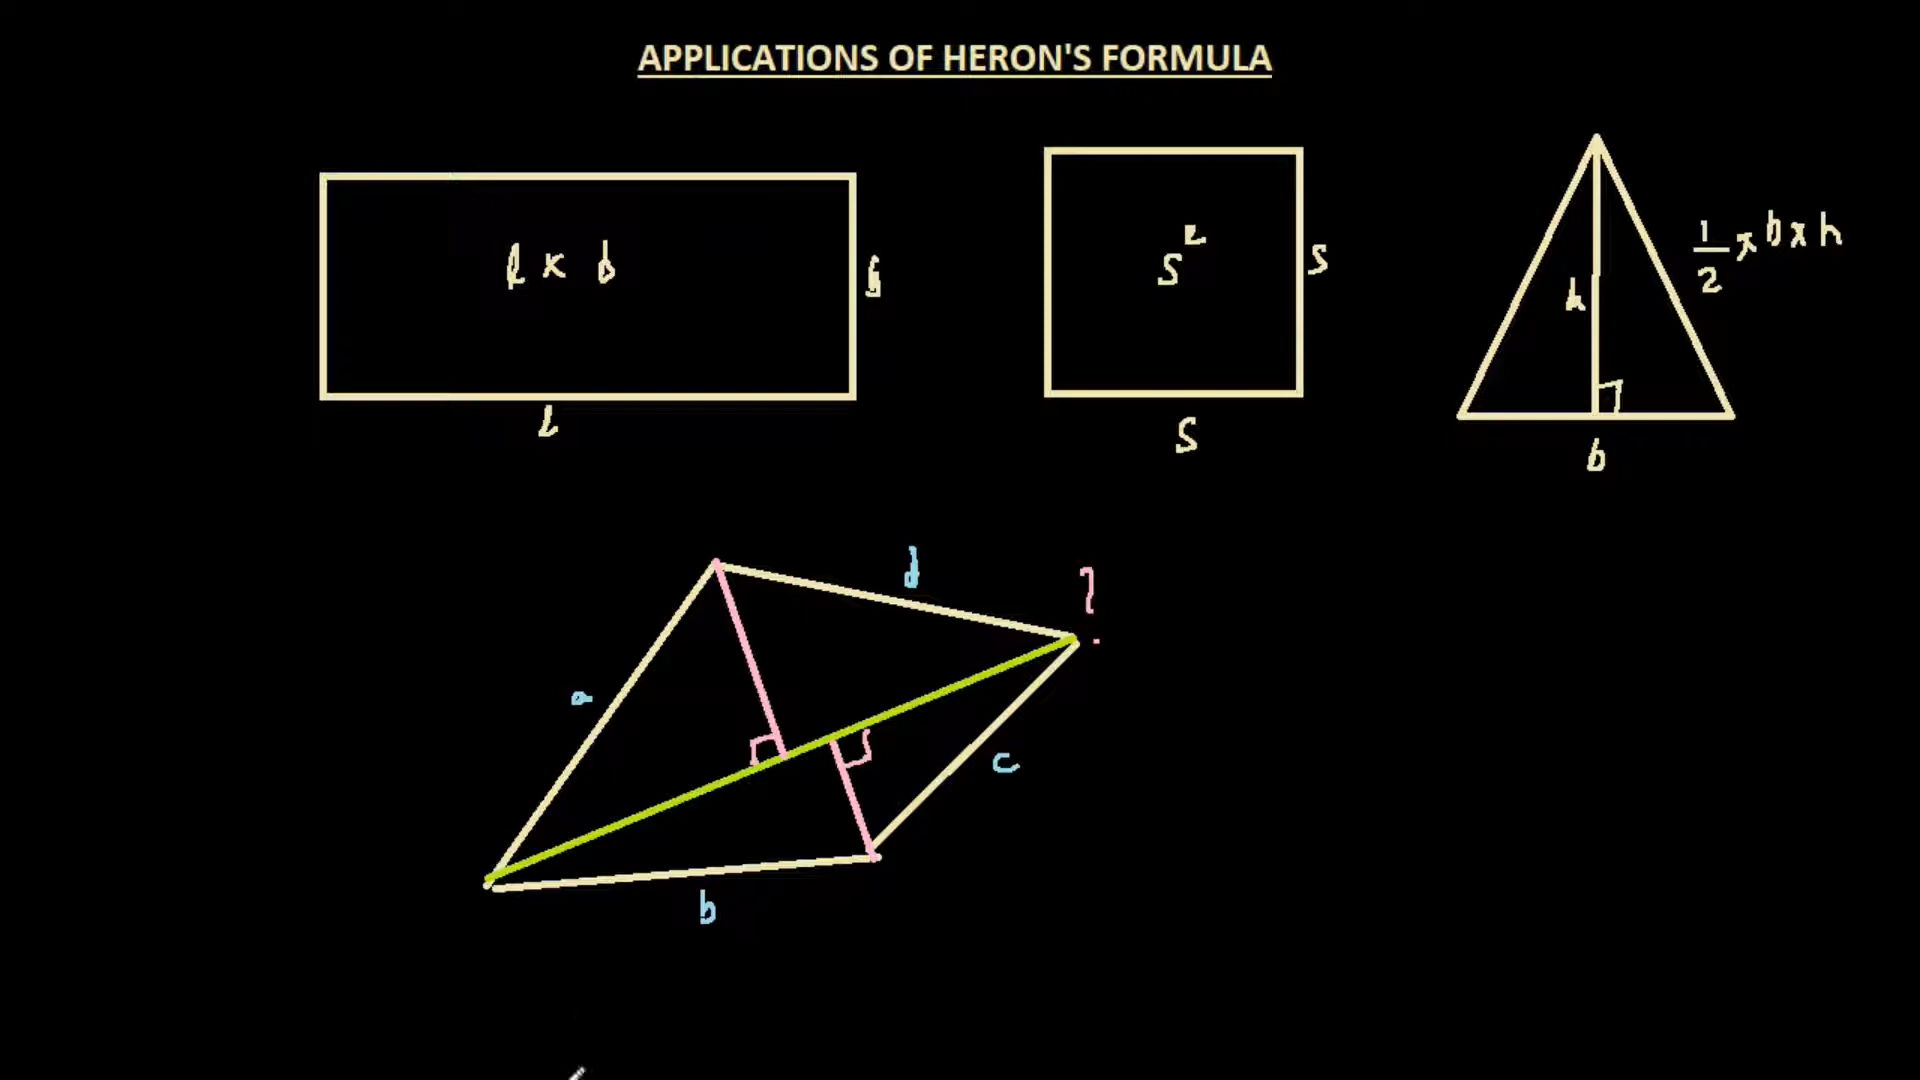 APPLICATIONS OF HERON'S FORMULA
l × b
b
l
s²
s
s
h
1/2 × b × h
b
a
d
?
c
b